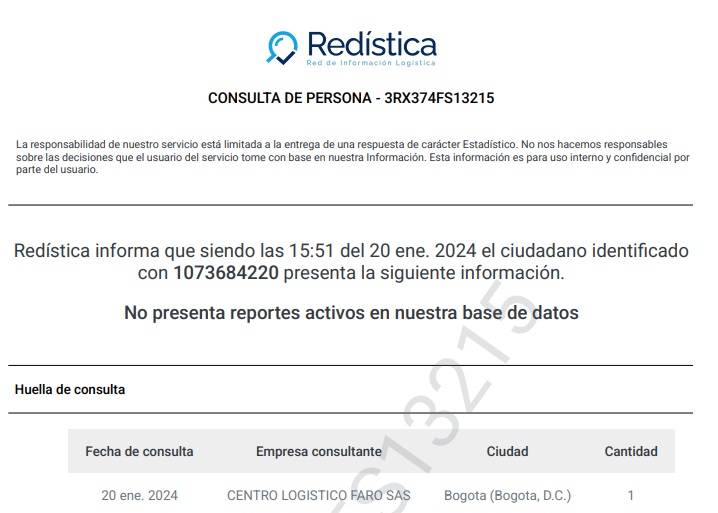 Redística
Red de Información Logística
CONSULTA DE PERSONA - 3RX374FS13215
La responsabilidad de nuestro servicio está limitada a la entrega de una respuesta de carácter Estadístico. No nos hacemos responsables
sobre las decisiones que el usuario del servicio tome con base en nuestra Información. Esta información es para uso interno y confidencial por
parte del usuario.
Redística informa que siendo las 15:51 del 20 ene. 2024 el ciudadano identificado
con 1073684220 presenta la siguiente información.
No presenta reportes activos en nuestra base de datos
Huella de consulta
Fecha de consulta Empresa consultante Ciudad Cantidad
20 ene. 2024 CENTRO LOGISTICO FARO SAS Bogota (Bogota, D.C.) 1
FS13215